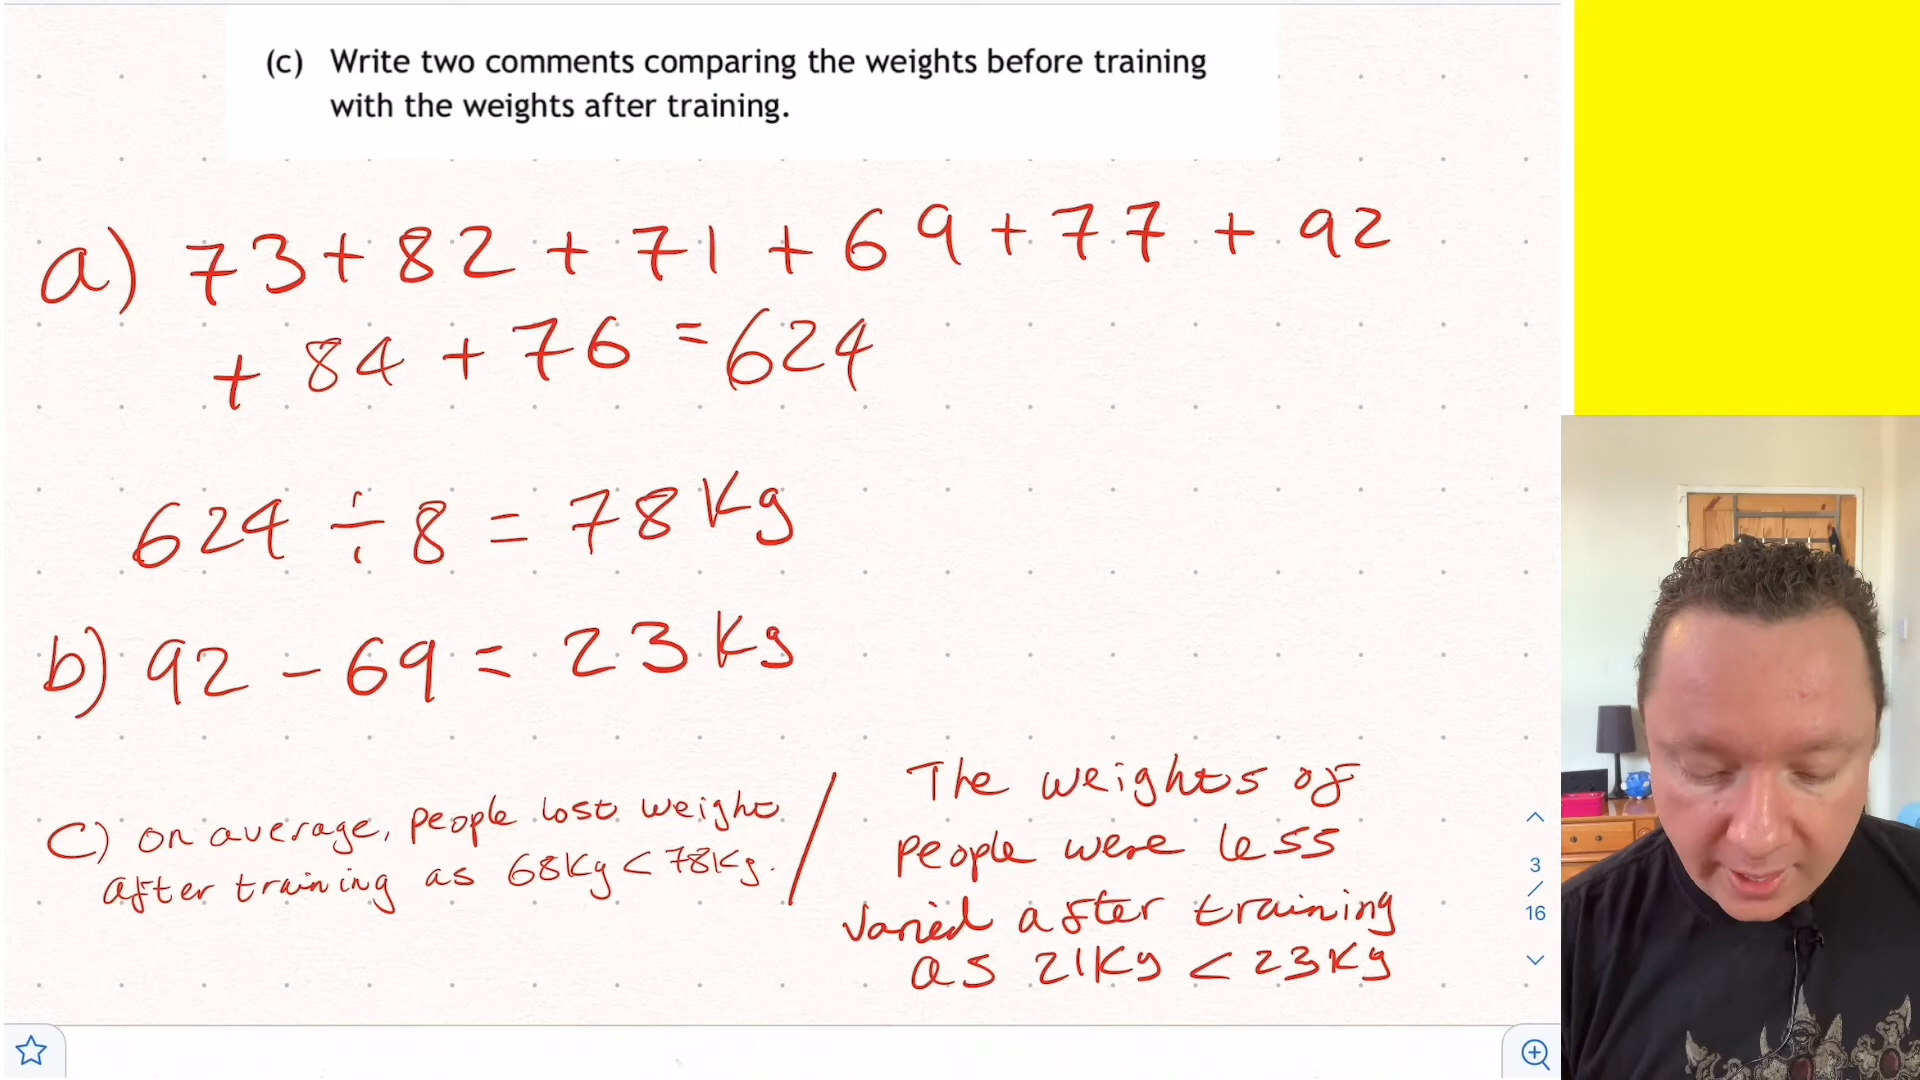 (c) Write two comments comparing the weights before training
with the weights after training.
a) 73 + 82 + 71 + 69 + 77 + 92
+ 84 + 76 = 624
624 ÷ 8 = 78Kg
b) 92 - 69 = 23Kg
C) on average, people lost weight
after training as 68Kg < 78Kg.
The weights of
people were less
varied after training
as 21Kg < 23Kg
3
/
16